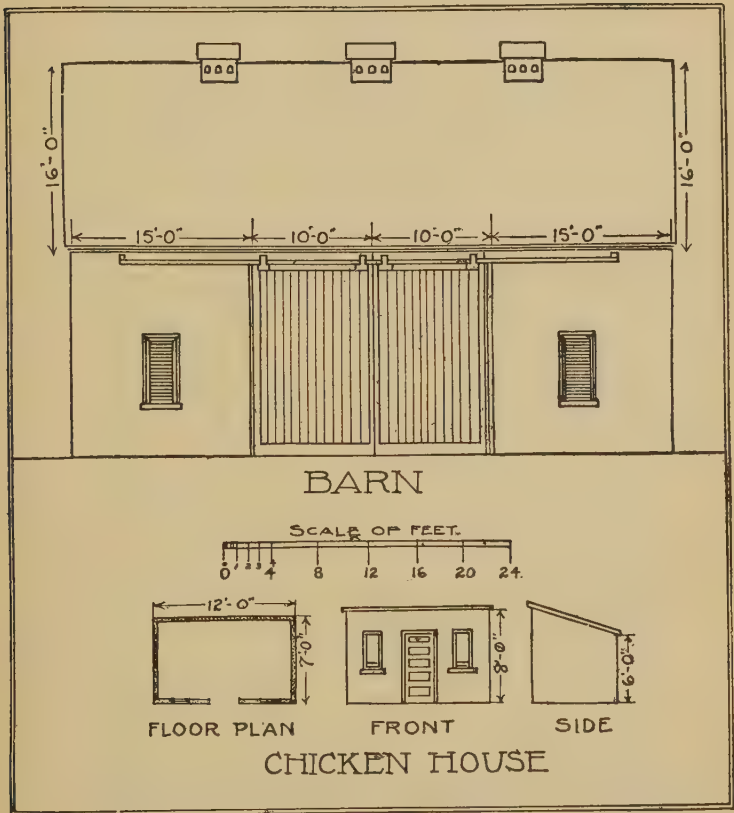 16'-0" 16'-0"
15'-0" 10'-0" 10'-0" 15'-0"
BARN
SCALE OF FEET.
0 1 2 3 4 8 12 16 20 24.
12'-0"
7'-0" 8'-0" 6'-0"
FLOOR PLAN FRONT SIDE
CHICKEN HOUSE